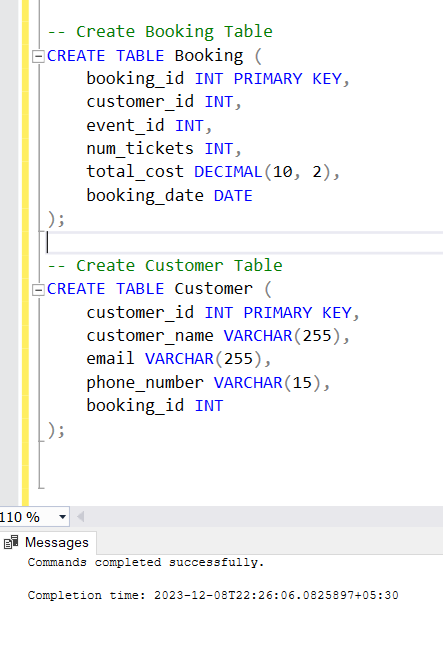 -- Create Booking Table
CREATE TABLE Booking (
booking_id INT PRIMARY KEY,
customer_id INT,
event_id INT,
num_tickets INT,
total_cost DECIMAL(10, 2),
booking_date DATE
);
-- Create Customer Table
CREATE TABLE Customer (
customer_id INT PRIMARY KEY,
customer_name VARCHAR(255),
email VARCHAR(255),
phone_number VARCHAR(15),
booking_id INT
);
110 %
Messages
Commands completed successfully.
Completion time: 2023-12-08T22:26:06.0825897+05:30